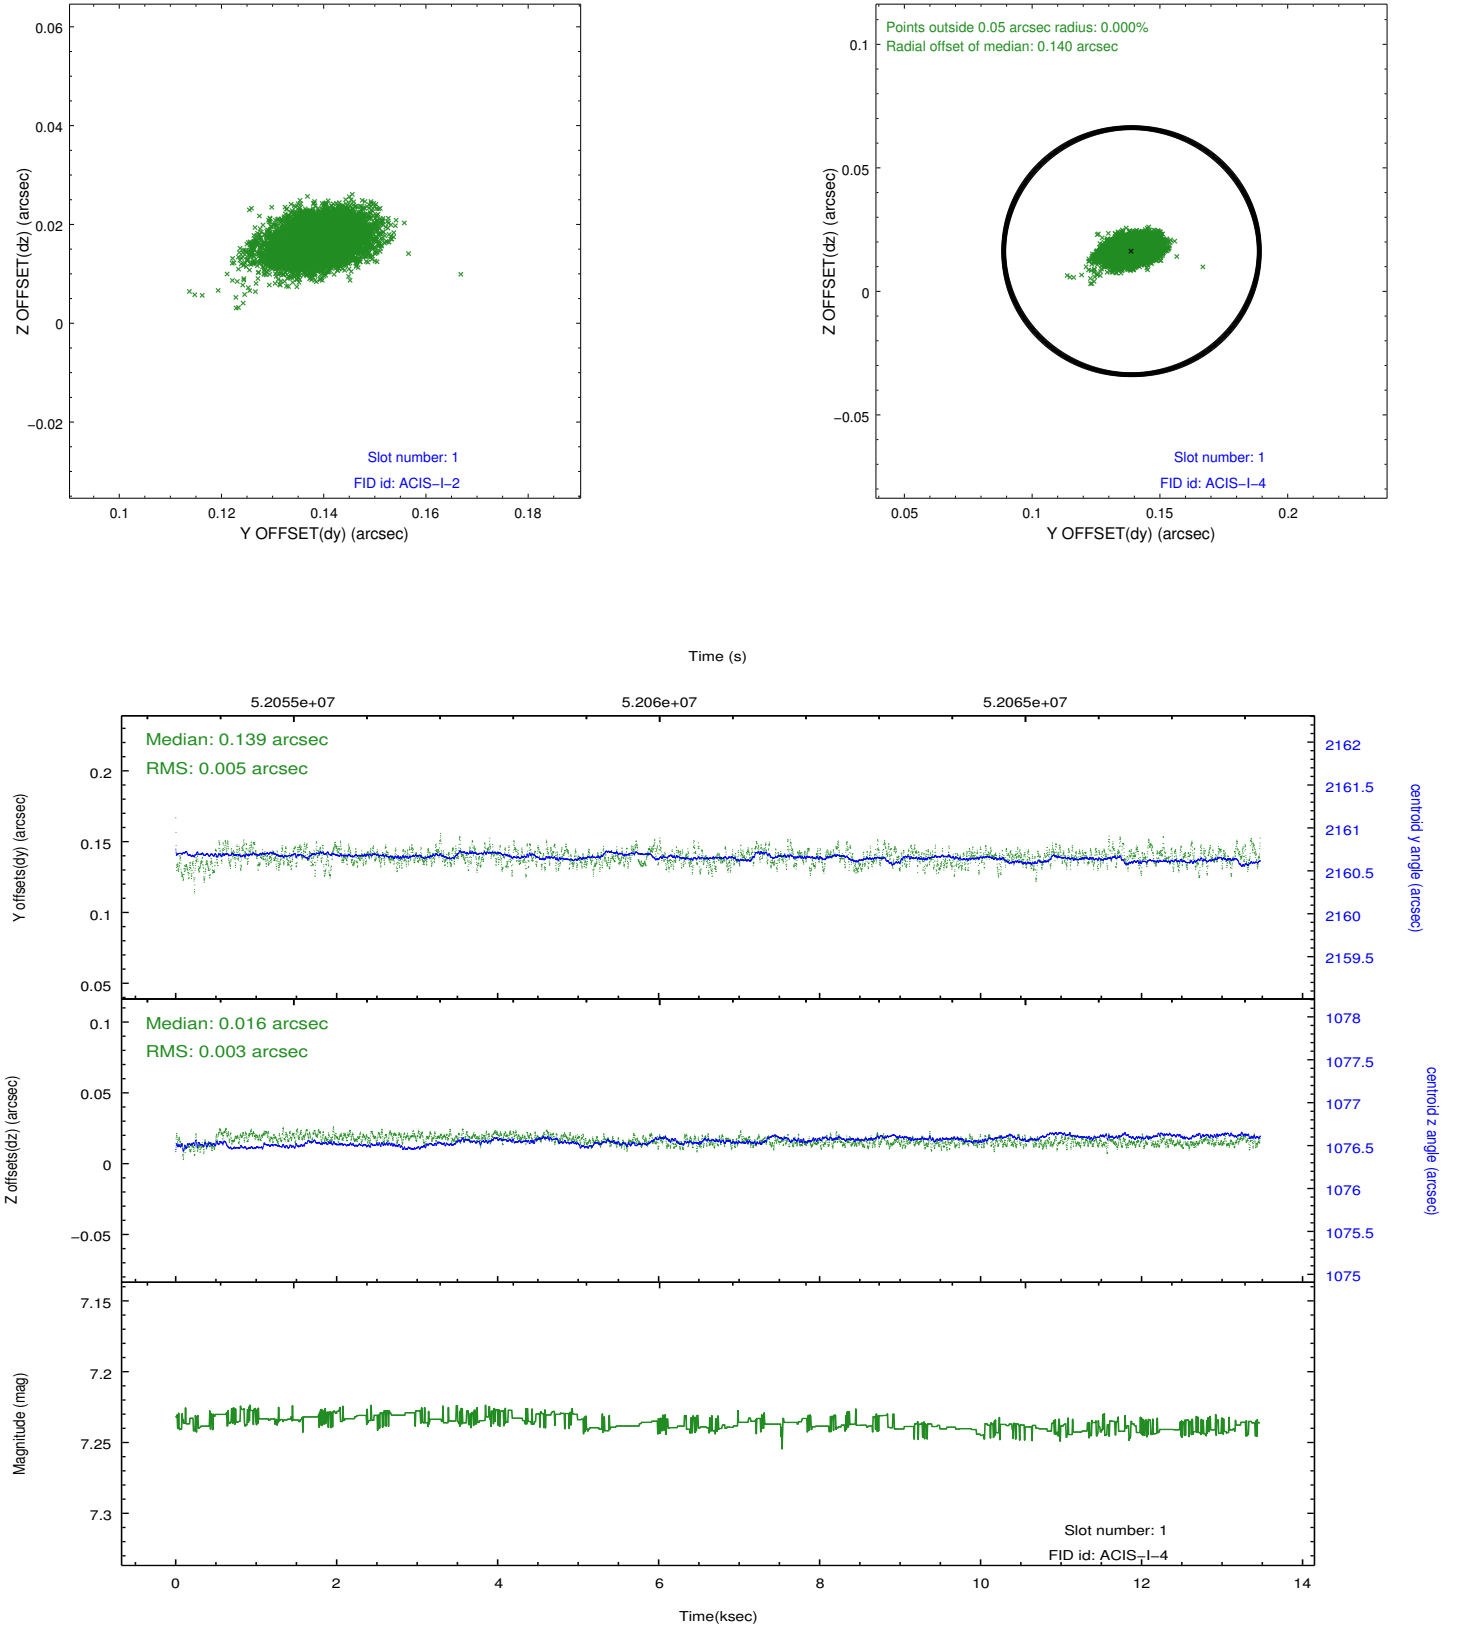 0.06
0.04
0.02
0
−0.02
Z OFFSET(dz) (arcsec)
Slot number: 1
FID id: ACIS−I−2
0.1
0.12
0.14
0.16
0.18
Y OFFSET(dy) (arcsec)
Points outside 0.05 arcsec radius: 0.000%
Radial offset of median: 0.140 arcsec
0.1
0.05
0
−0.05
Z OFFSET(dz) (arcsec)
Slot number: 1
FID id: ACIS−I−4
0.05
0.1
0.15
0.2
Y OFFSET(dy) (arcsec)
Time (s)
5.2055e+07
5.206e+07
5.2065e+07
Median: 0.139 arcsec
RMS: 0.005 arcsec
0.2
0.15
0.1
0.05
Y offsets(dy) (arcsec)
2162
2161.5
2161
2160.5
2160
2159.5
centroid y angle (arcsec)
Median: 0.016 arcsec
RMS: 0.003 arcsec
0.1
0.05
0
−0.05
Z offsets(dz) (arcsec)
1078
1077.5
1077
1076.5
1076
1075.5
1075
centroid z angle (arcsec)
7.15
7.2
7.25
7.3
Magnitude (mag)
Slot number: 1
FID id: ACIS−I−4
0
2
4
6
8
10
12
14
Time(ksec)